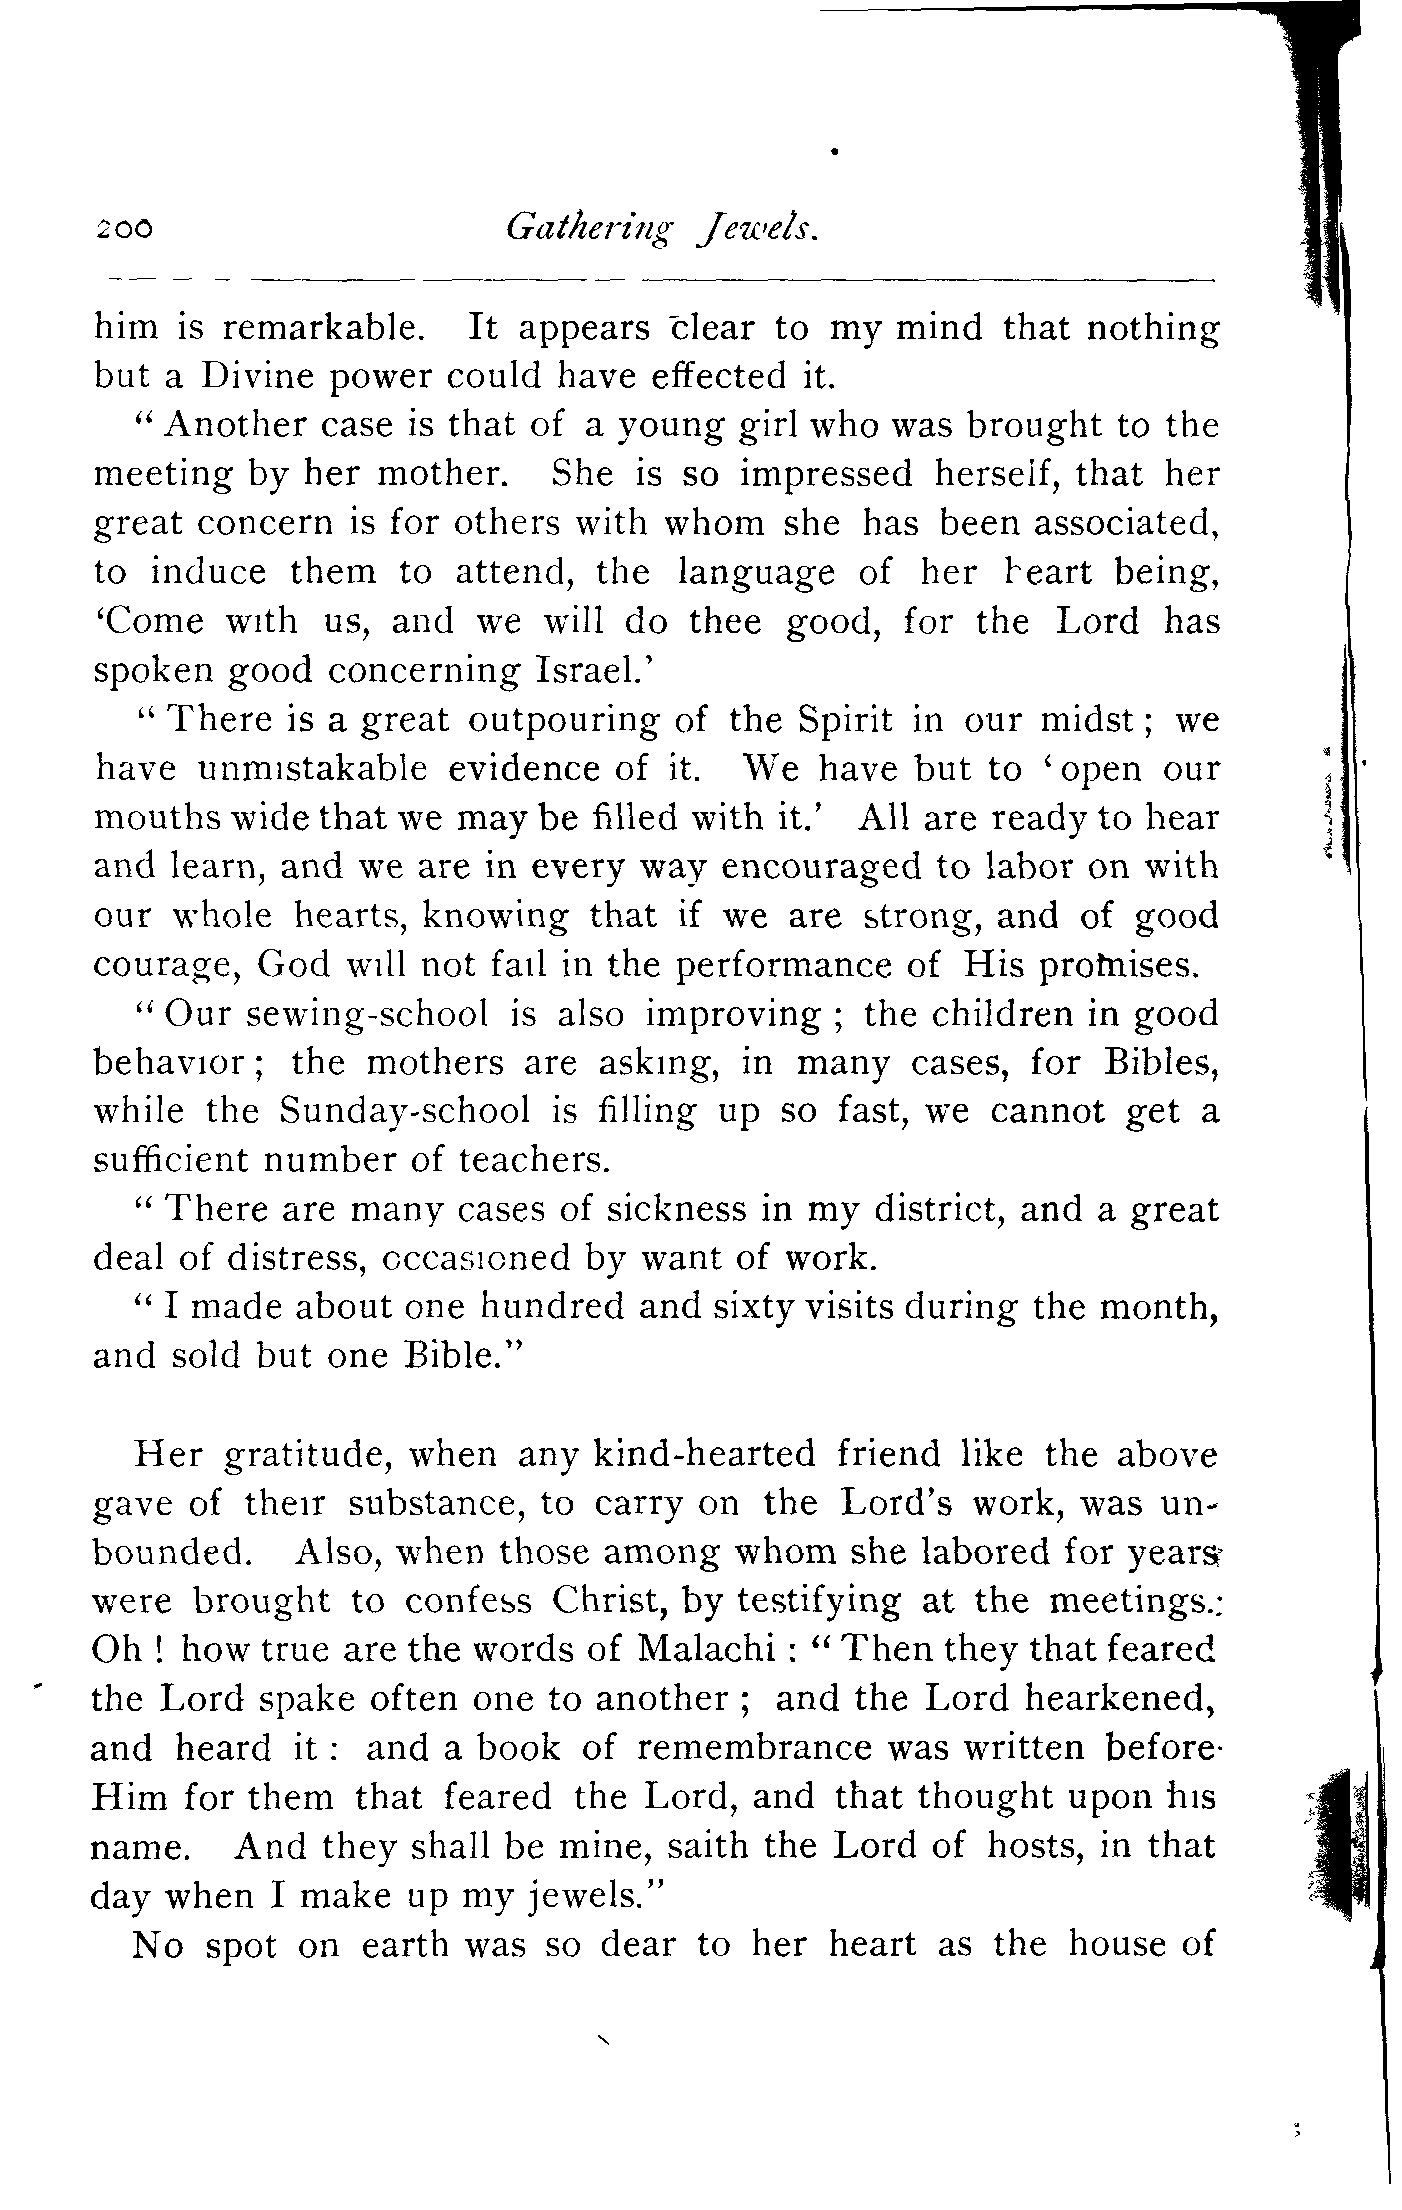 200 Gathering Jewels.
him is remarkable. It appears clear to my mind that nothing
but a Divine power could have effected it.
“ Another case is that of a young girl who was brought to the
meeting by her mother. She is so impressed herself, that her
great concern is for others with whom she has been associated,
to induce them to attend, the language of her heart being,
‘Come with us, and we will do thee good, for the Lord has
spoken good concerning Israel.’
“ There is a great outpouring of the Spirit in our midst ; we
have unmistakable evidence of it. We have but to ‘ open our
mouths wide that we may be filled with it.’ All are ready to hear
and learn, and we are in every way encouraged to labor on with
our whole hearts, knowing that if we are strong, and of good
courage, God will not fail in the performance of His promises.
“ Our sewing-school is also improving ; the children in good
behavior ; the mothers are asking, in many cases, for Bibles,
while the Sunday-school is filling up so fast, we cannot get a
sufficient number of teachers.
“ There are many cases of sickness in my district, and a great
deal of distress, occasioned by want of work.
“ I made about one hundred and sixty visits during the month,
and sold but one Bible.”
Her gratitude, when any kind-hearted friend like the above
gave of their substance, to carry on the Lord’s work, was un-
bounded. Also, when those among whom she labored for years
were brought to confess Christ, by testifying at the meetings.
Oh ! how true are the words of Malachi : “ Then they that feared
the Lord spake often one to another ; and the Lord hearkened,
and heard it : and a book of remembrance was written before
Him for them that feared the Lord, and that thought upon his
name. And they shall be mine, saith the Lord of hosts, in that
day when I make up my jewels.”
No spot on earth was so dear to her heart as the house of